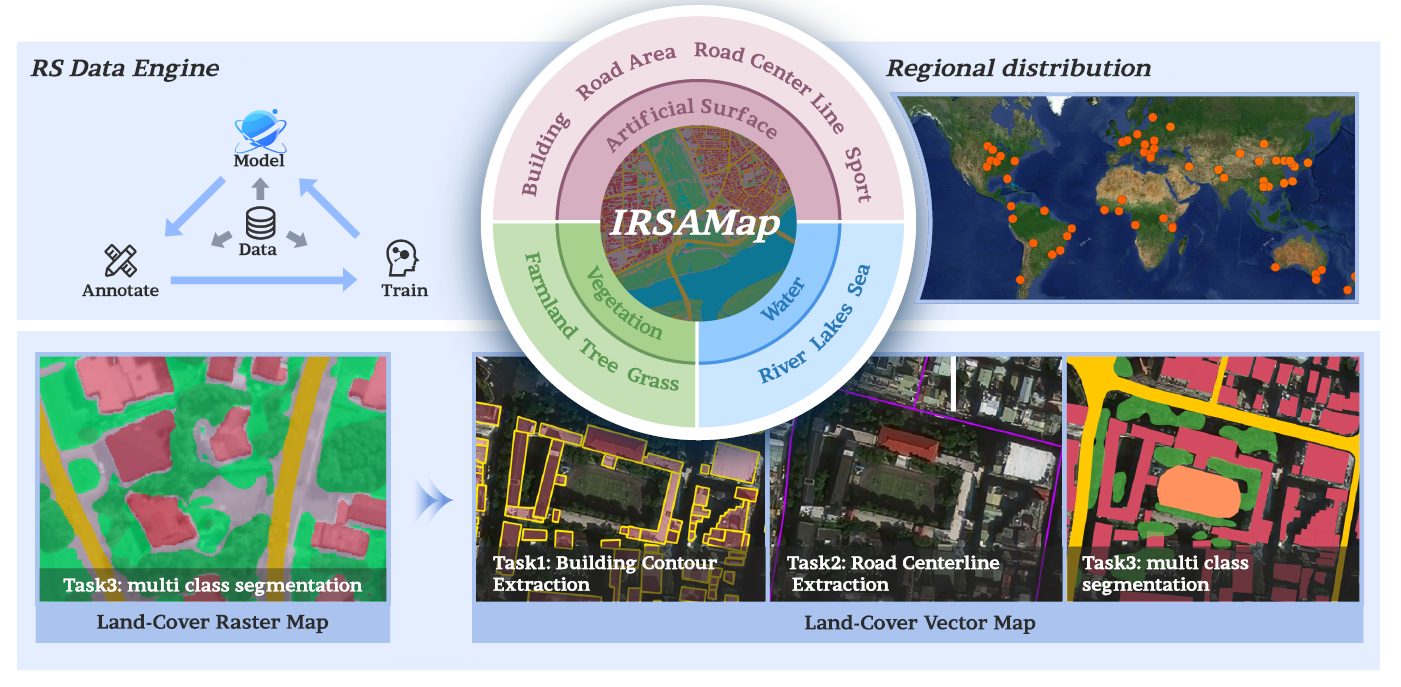 RS Data Engine
Model
Data
Annotate
Train
Building Road Area Road Center Line Sport
Artificial Surface
IRSAMap
Vegetation
Water
Farmland Tree Grass
River Lakes Sea
Regional distribution
Task3: multi class segmentation
Land-Cover Raster Map
Task1: Building Contour
Extraction
Task2: Road Centerline
Extraction
Task3: multi class
segmentation
Land-Cover Vector Map